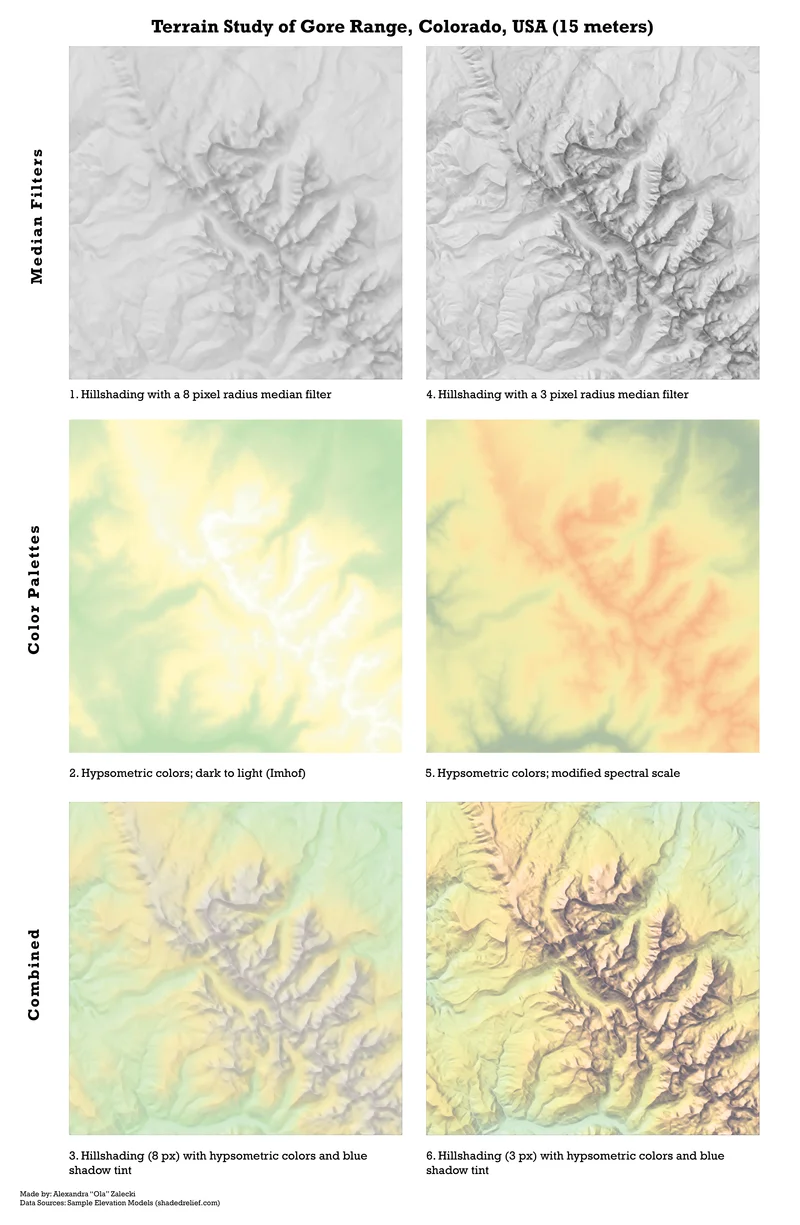 Terrain Study of Gore Range, Colorado, USA (15 meters)
Median Filters
1. Hillshading with a 8 pixel radius median filter
4. Hillshading with a 3 pixel radius median filter
Color Palettes
2. Hypsometric colors; dark to light (Imhof)
5. Hypsometric colors; modified spectral scale
Combined
3. Hillshading (8 px) with hypsometric colors and blue
shadow tint
6. Hillshading (3 px) with hypsometric colors and blue
shadow tint
Made by: Alexandra "Ola" Zalecki
Data Sources: Sample Elevation Models (shadedrelief.com)